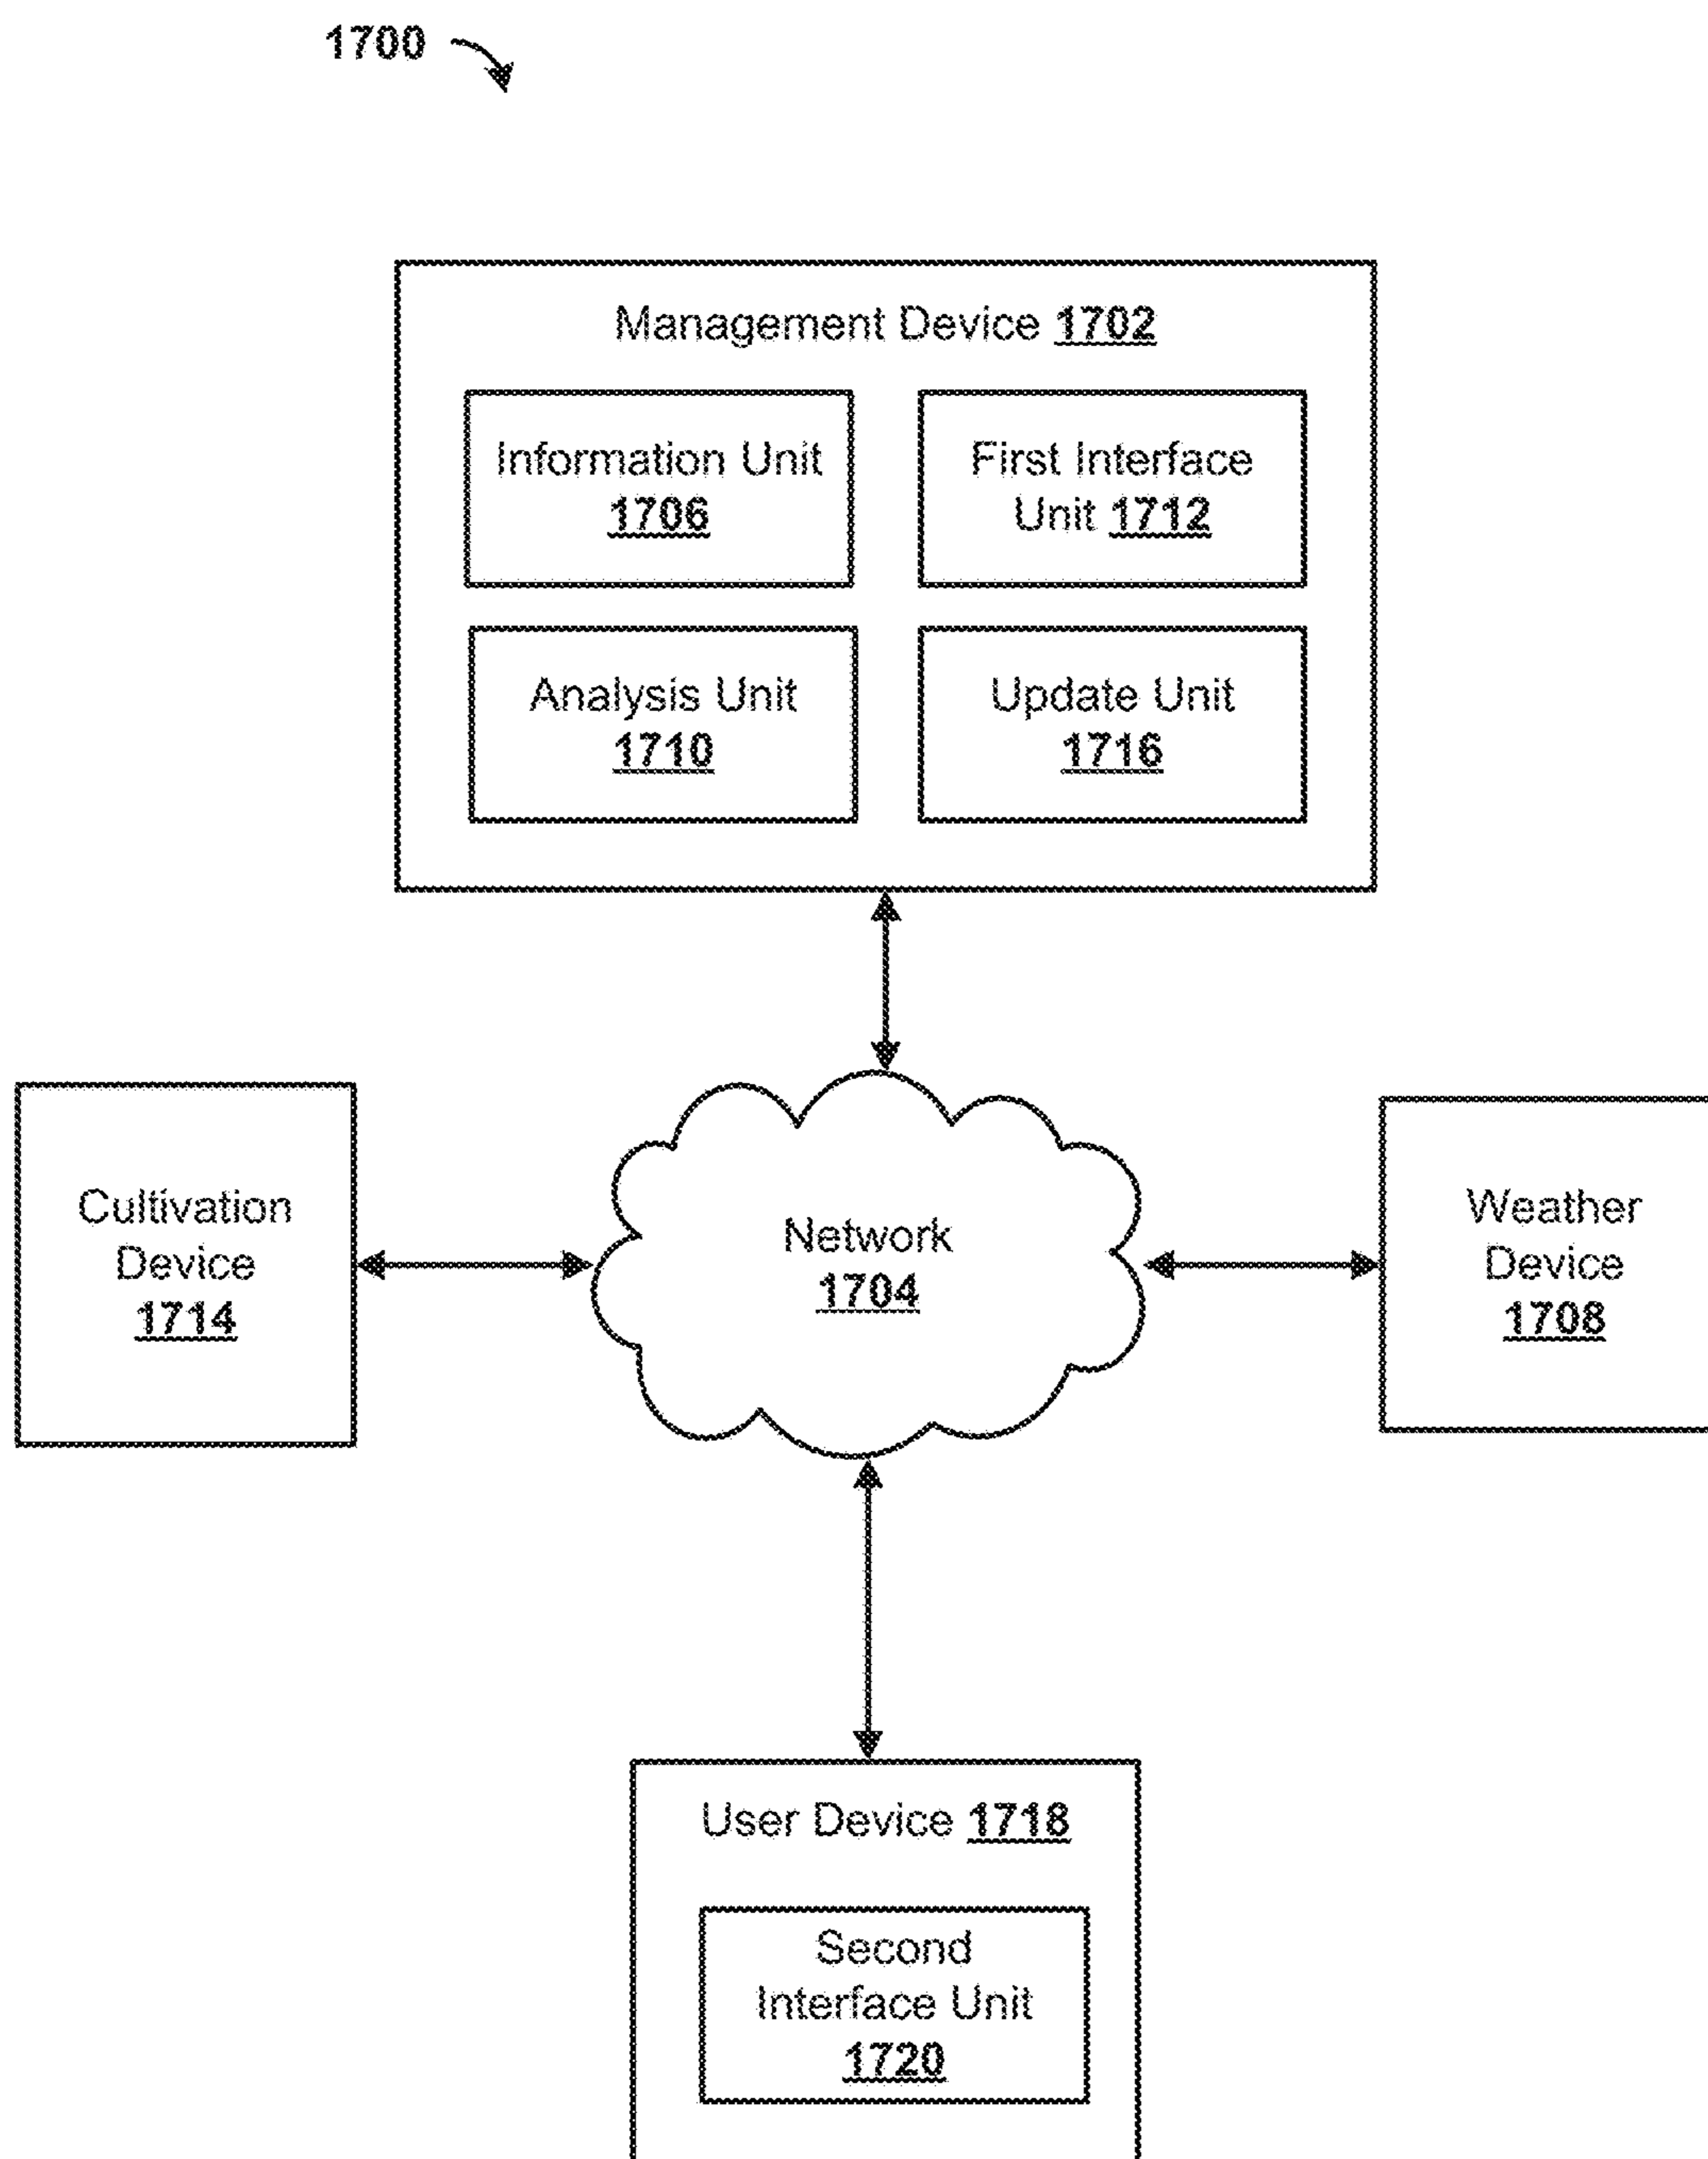 1700
Management Device 1702
Information Unit
1706
First Interface
Unit 1712
Analysis Unit
1710
Update Unit
1716
Cultivation
Device
1714
Network
1704
Weather
Device
1708
User Device 1718
Second
Interface Unit
1720